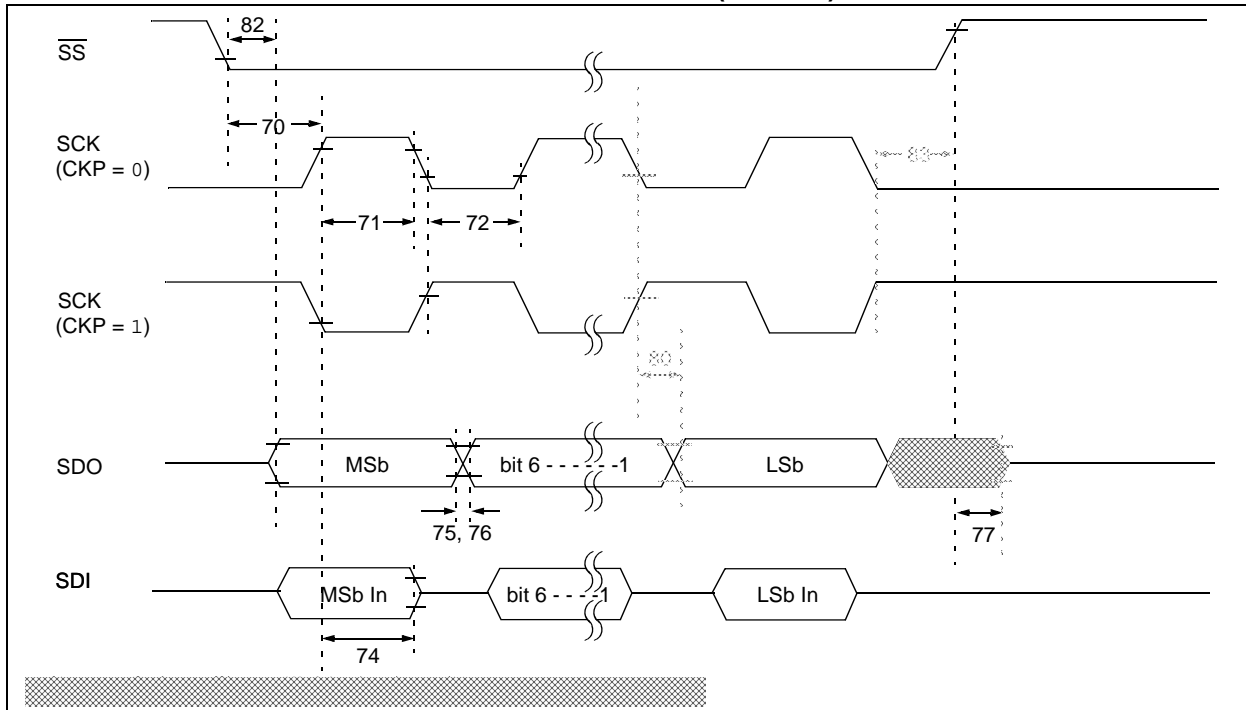 82
SS
70
SCK
(CKP = 0)
83
71
72
SCK
(CKP = 1)
80
SDO
MSb
bit 6 - - - - - -1
LSb
75, 76
77
SDI
MSb In
bit 6 - - - -1
LSb In
74